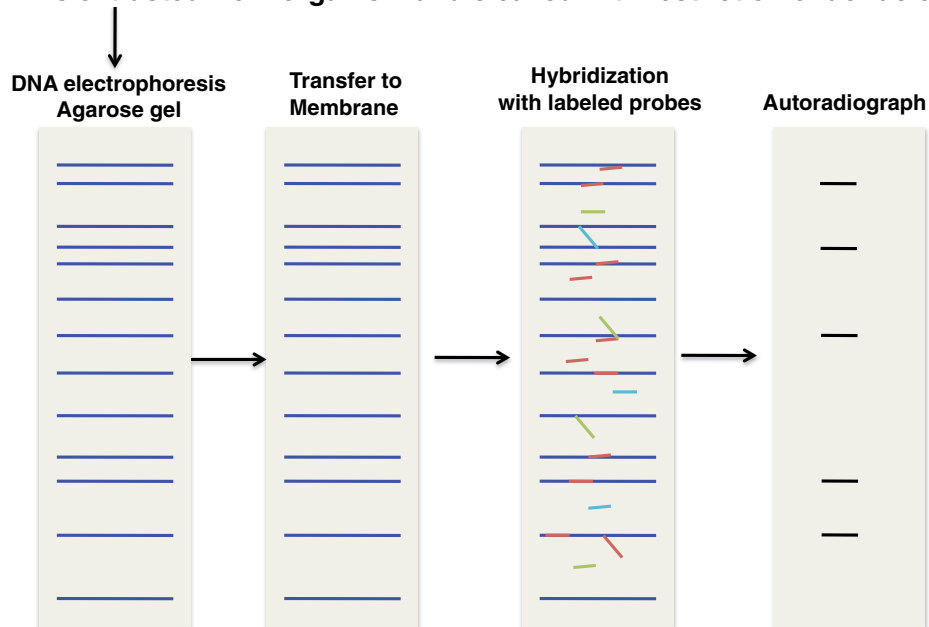 DNA electrophoresis
Agarose gel
Transfer to
Membrane
Hybridization
with labeled probes
Autoradiograph